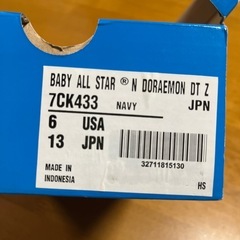 BABY ALL STAR ® N DORAEMON DT Z
7CK433 NAVY JPN
6 USA
13 JPN
32711815130
MADE IN
INDONESIA
HS